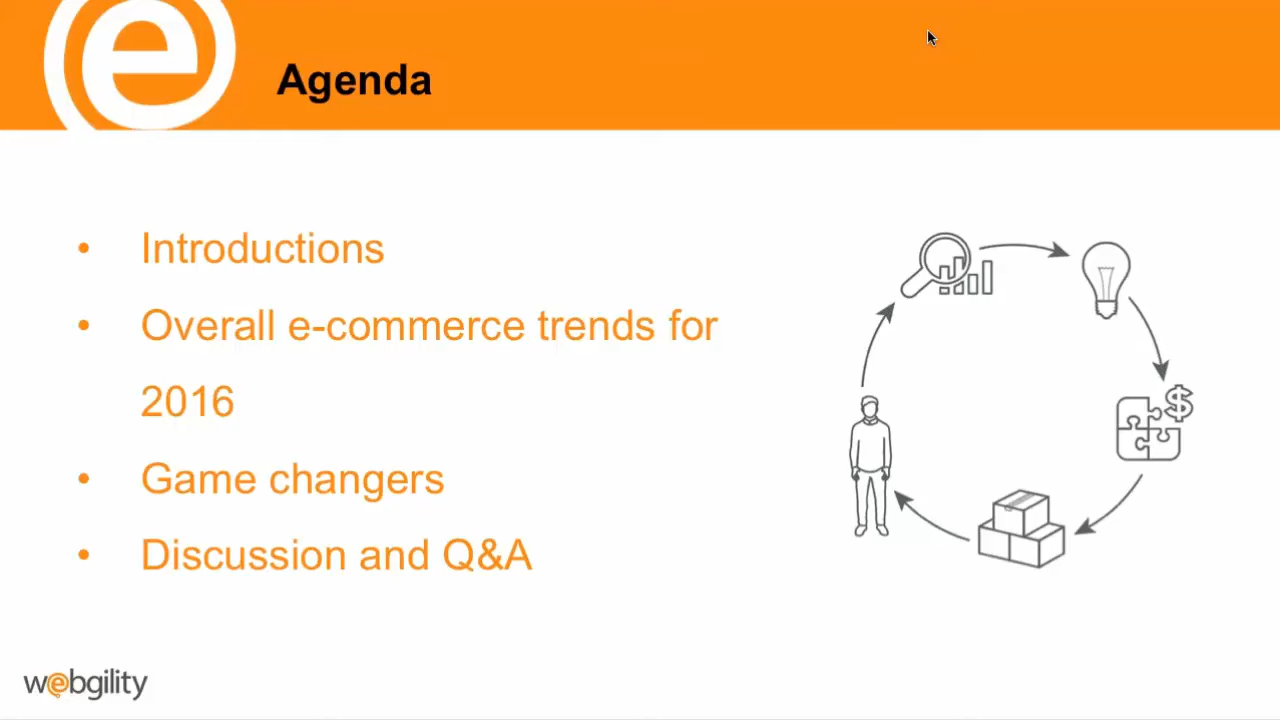 e
Agenda
• Introductions
• Overall e-commerce trends for
2016
• Game changers
• Discussion and Q&A
$
webgility